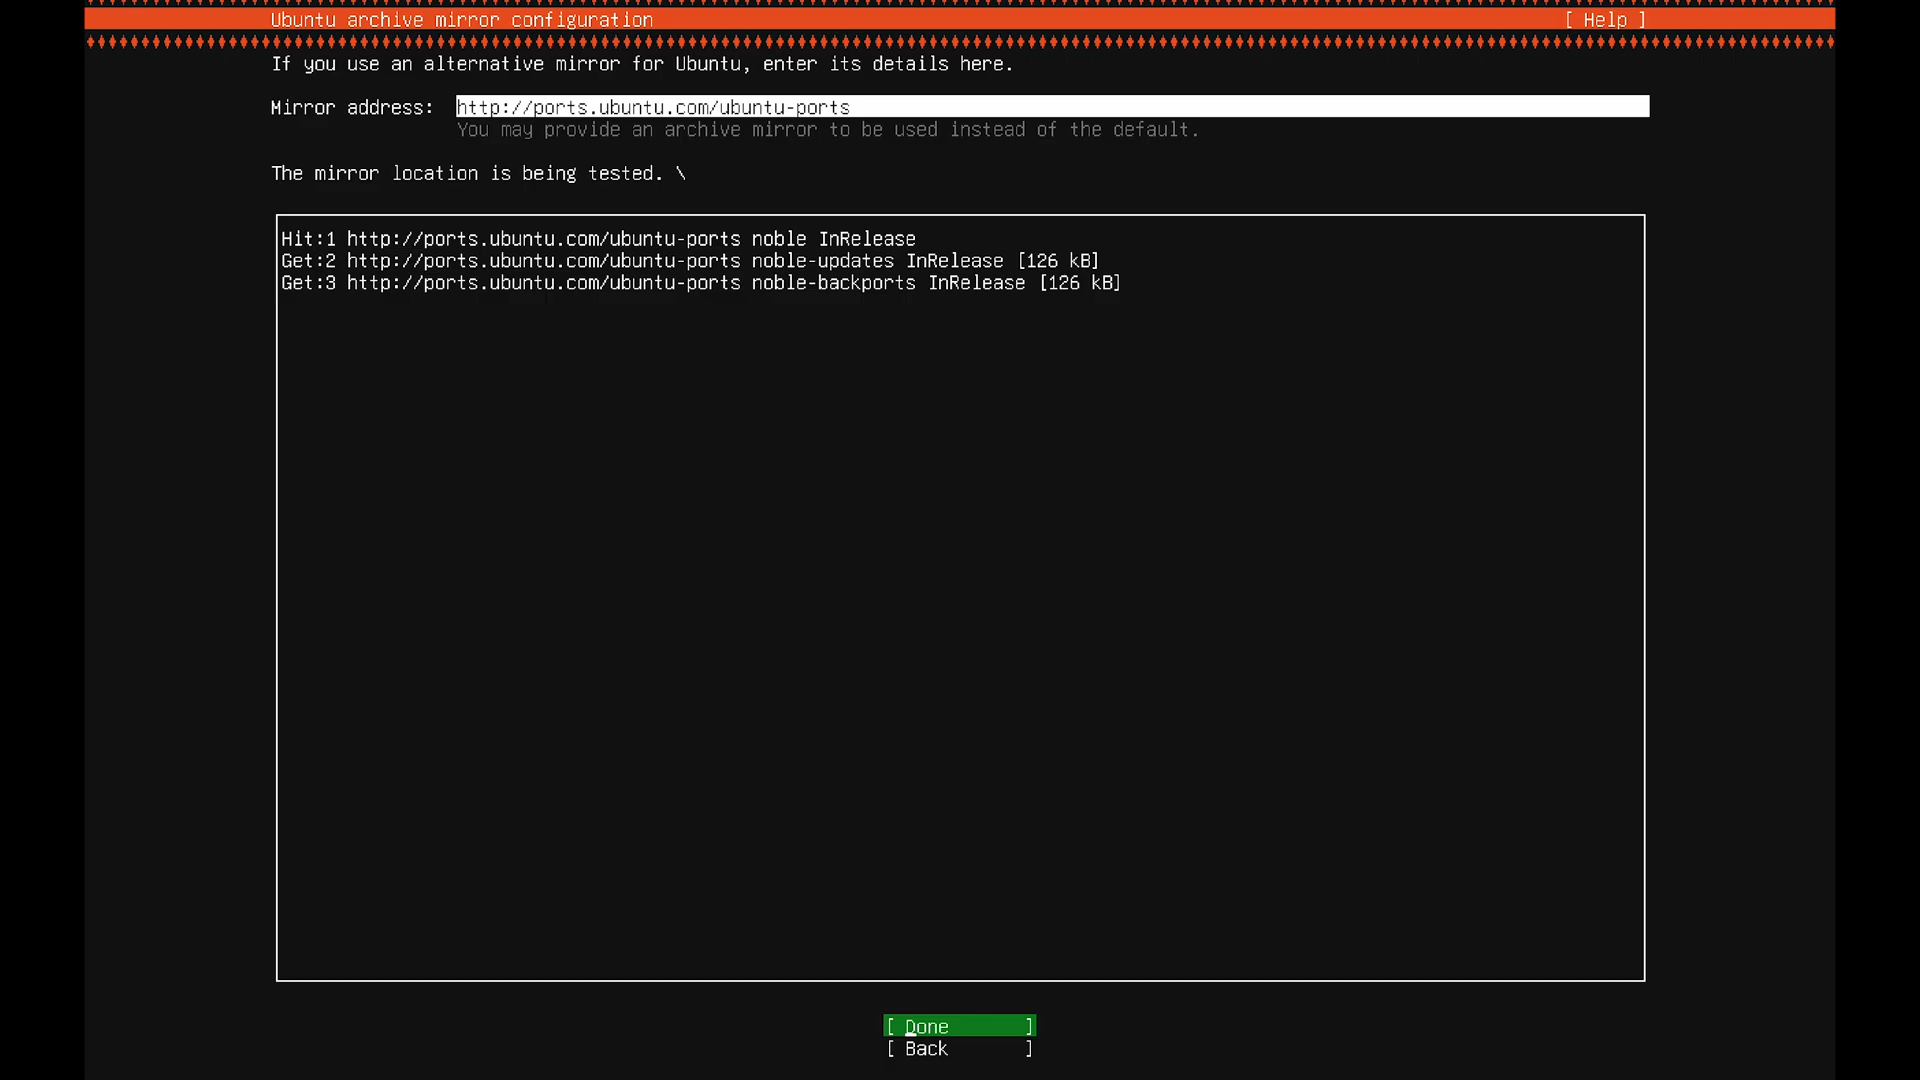 Ubuntu archive mirror configuration [ Help ]
If you use an alternative mirror for Ubuntu, enter its details here.
Mirror address: http://ports.ubuntu.com/ubuntu-ports
You may provide an archive mirror to be used instead of the default.
The mirror location is being tested. \
Hit:1 http://ports.ubuntu.com/ubuntu-ports noble InRelease
Get:2 http://ports.ubuntu.com/ubuntu-ports noble-updates InRelease [126 kB]
Get:3 http://ports.ubuntu.com/ubuntu-ports noble-backports InRelease [126 kB]
[ Done ]
[ Back ]